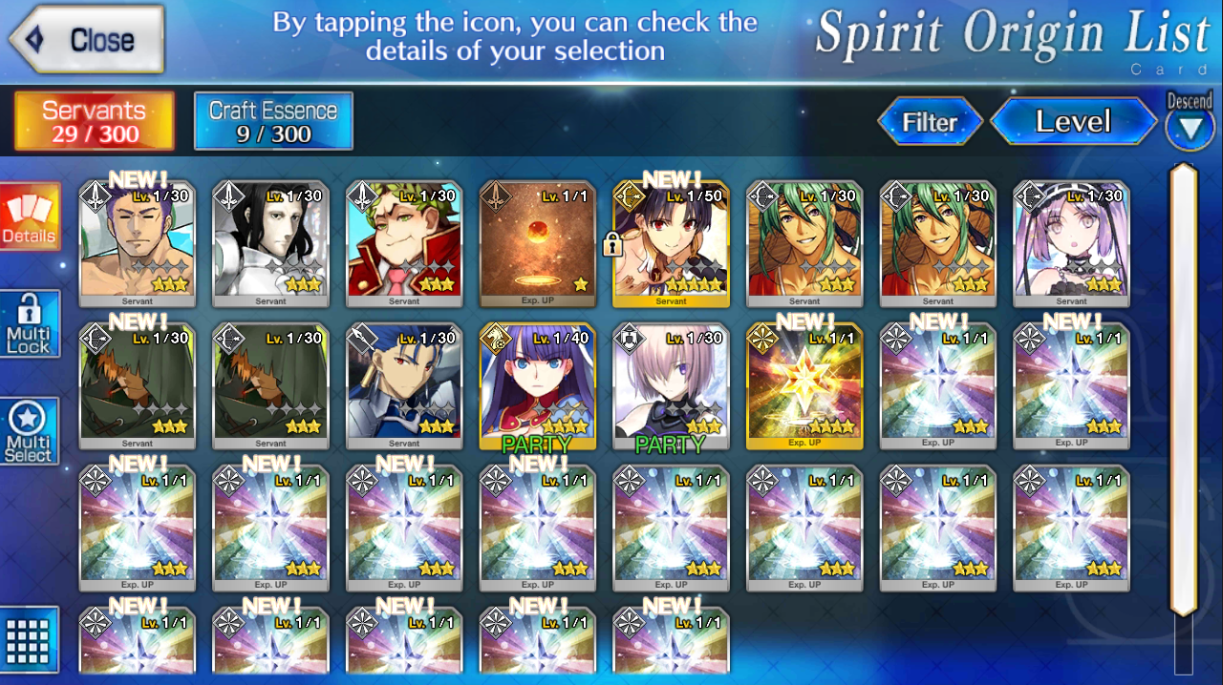 Close
By tapping the icon, you can check the
details of your selection
Spirit Origin List
Card
Servants
29 / 300
Craft Essence
9 / 300
Filter
Level
Descend
Details
NEW!
NEW!
Lv. 1/30
Lv. 1/30
Lv. 1/30
Lv. 1/1
Lv. 1/50
Lv. 1/30
Lv. 1/30
Lv. 1/30
Servant
Servant
Servant
Exp. UP
Servant
Servant
Servant
Servant
Multi
Lock
NEW!
NEW!
NEW!
NEW!
Lv. 1/30
Lv. 1/30
Lv. 1/30
Lv. 1/40
Lv. 1/30
Lv. 1/1
Lv. 1/1
Lv. 1/1
Servant
Servant
Servant
PARTY
PARTY
Exp. UP
Exp. UP
Exp. UP
Multi
Select
NEW!
NEW!
NEW!
NEW!
Lv. 1/1
Lv. 1/1
Lv. 1/1
Lv. 1/1
Lv. 1/1
Lv. 1/1
Lv. 1/1
Lv. 1/1
Exp. UP
Exp. UP
Exp. UP
Exp. UP
Exp. UP
Exp. UP
Exp. UP
Exp. UP
NEW!
NEW!
NEW!
NEW!
NEW!
Lv. 1/1
Lv. 1/1
Lv. 1/1
Lv. 1/1
Lv. 1/1